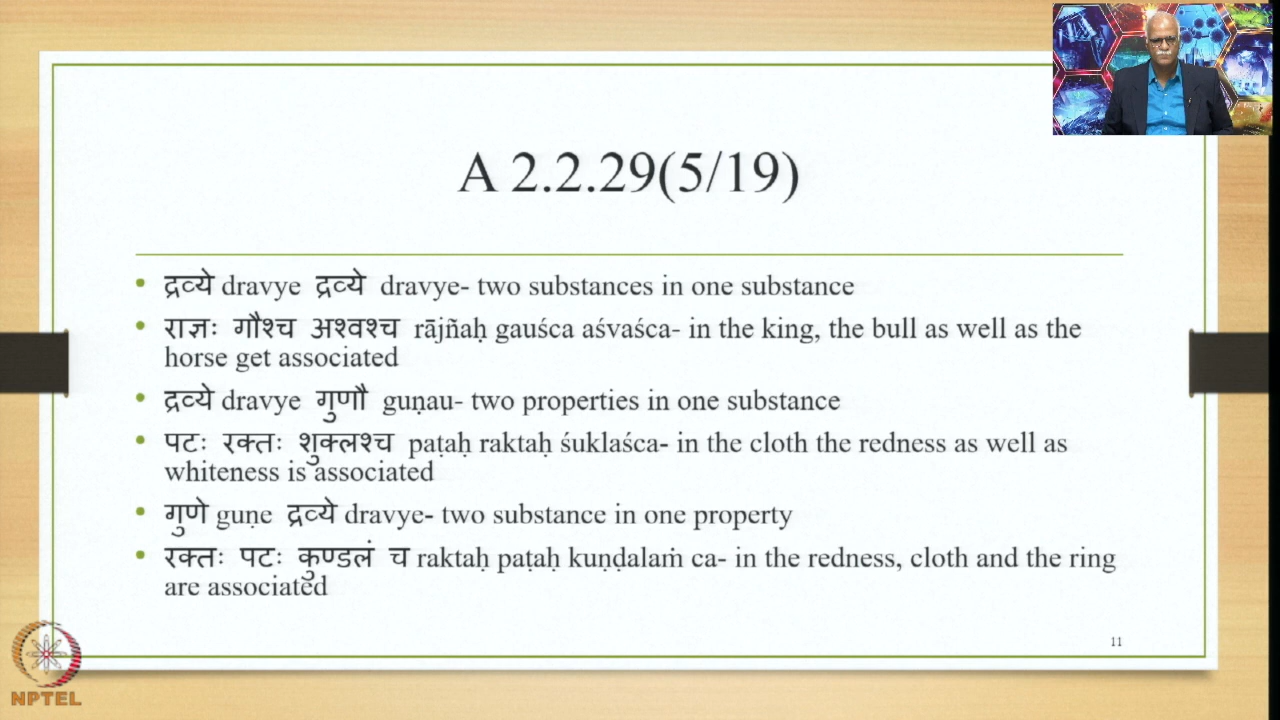 A 2.2.29(5/19)
द्रव्ये dravye द्रव्ये dravye- two substances in one substance
राज्ञः गौश्च अश्वश्च rājñaḥ gauśca aśvaśca- in the king, the bull as well as the
horse get associated
द्रव्ये dravye गुणौ guṇau- two properties in one substance
पटः रक्तः शुक्लश्च paṭaḥ raktaḥ śuklaśca- in the cloth the redness as well as
whiteness is associated
गुणे guṇe द्रव्ये dravye- two substance in one property
रक्तः पटः कुण्डलं च raktaḥ paṭaḥ kuṇḍalaṁ ca- in the redness, cloth and the ring
are associated
11
NPTEL